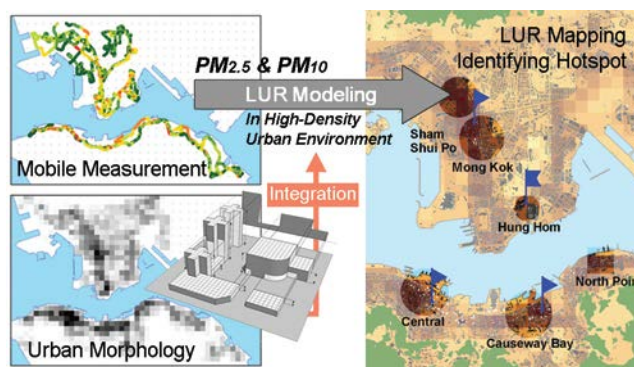 Mobile Measurement
PM2.5 & PM10
LUR Modeling
In High-Density
Urban Environment
Integration
Urban Morphology
LUR Mapping
Identifying Hotspot
Sham
Shui Po
Mong Kok
Hung Hom
North Poin
Central
Causeway Bay